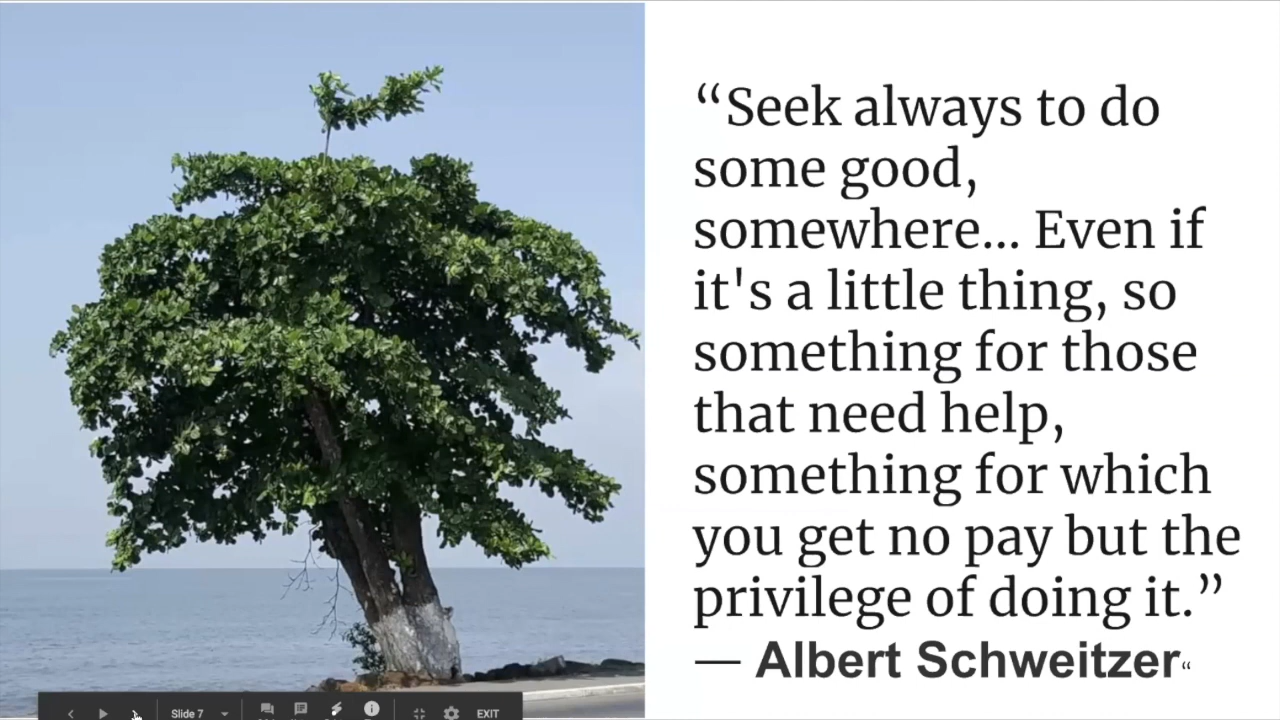 “Seek always to do
some good,
somewhere... Even if
it's a little thing, so
something for those
that need help,
something for which
you get no pay but the
privilege of doing it.”
— Albert Schweitzer“
Slide 7
EXIT